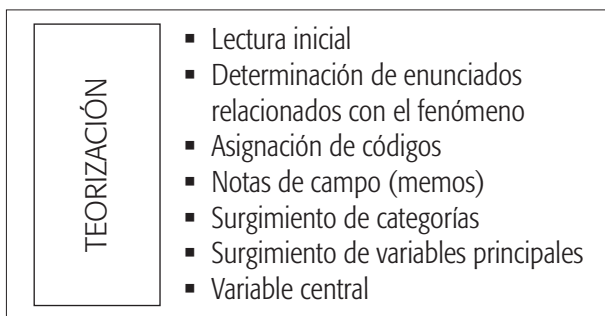 TEORIZACIÓN
▪ Lectura inicial
▪ Determinación de enunciados
relacionados con el fenómeno
▪ Asignación de códigos
▪ Notas de campo (memos)
▪ Surgimiento de categorías
▪ Surgimiento de variables principales
▪ Variable central